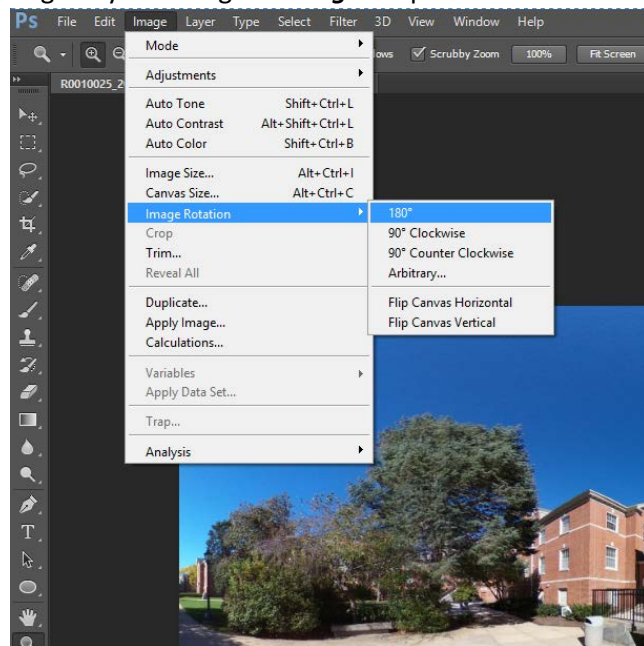 Ps File Edit Image Layer Type Select Filter 3D View Window Help
Scrubby Zoom 100% Fit Screen
R0010025_2
Mode
Adjustments
Auto Tone Shift+Ctrl+L
Auto Contrast Alt+Shift+Ctrl+L
Auto Color Shift+Ctrl+B
Image Size... Alt+Ctrl+I
Canvas Size... Alt+Ctrl+C
Image Rotation
180°
90° Clockwise
90° Counter Clockwise
Arbitrary...
Flip Canvas Horizontal
Flip Canvas Vertical
Crop
Trim...
Reveal All
Duplicate...
Apply Image...
Calculations...
Variables
Apply Data Set...
Trap...
Analysis